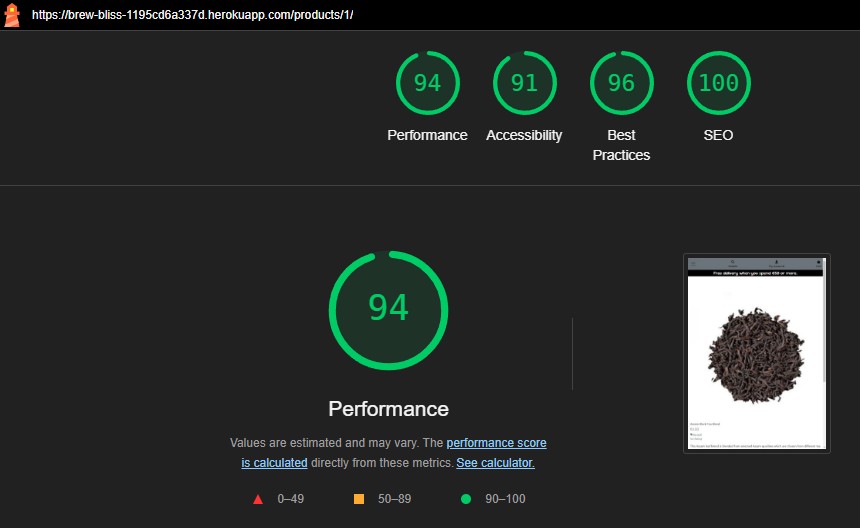 https://brew-bliss-1195cd6a337d.herokuapp.com/products/1/
94
91
96
100
Performance
Accessibility
Best
Practices
SEO
94
Performance
Values are estimated and may vary. The performance score
is calculated directly from these metrics. See calculator.
0–49
50–89
90–100
Free delivery when you spend €50 or more.